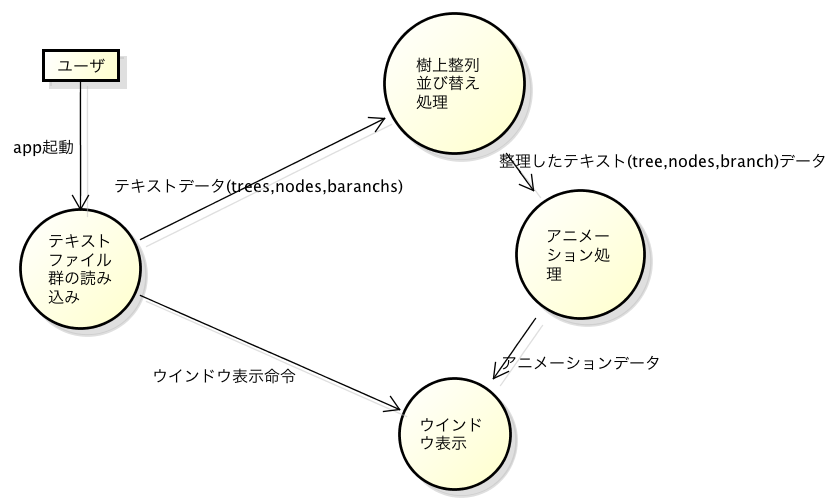 ユーザ
樹上整列
並び替え
処理
app起動
整理したテキスト(tree,nodes,branch)データ
テキストデータ(trees,nodes,baranchs)
テキスト
ファイル
群の読み
込み
アニメー
ション処
理
アニメーションデータ
ウインドウ表示命令
ウインド
ウ表示